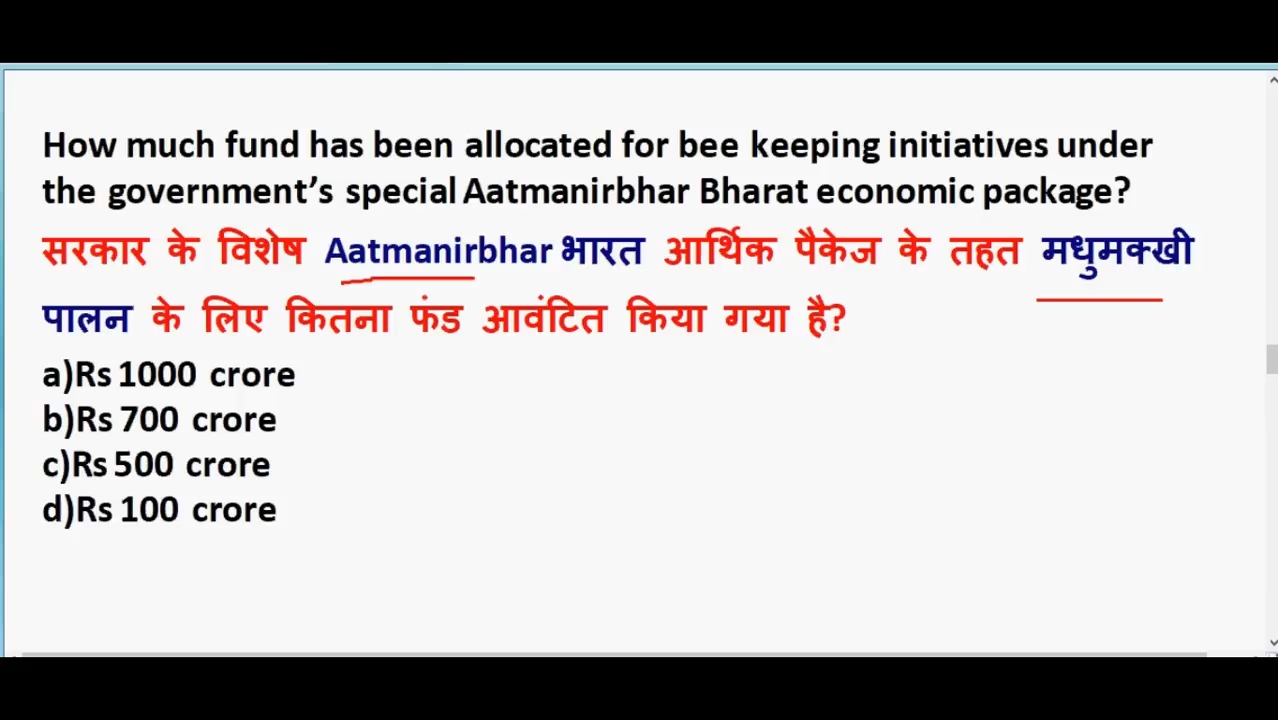 How much fund has been allocated for bee keeping initiatives under
the government’s special Aatmanirbhar Bharat economic package?
सरकार के विशेष Aatmanirbhar भारत आर्थिक पैकेज के तहत मधुमक्खी
पालन के लिए कितना फंड आवंटित किया गया है?
a)Rs 1000 crore
b)Rs 700 crore
c)Rs 500 crore
d)Rs 100 crore